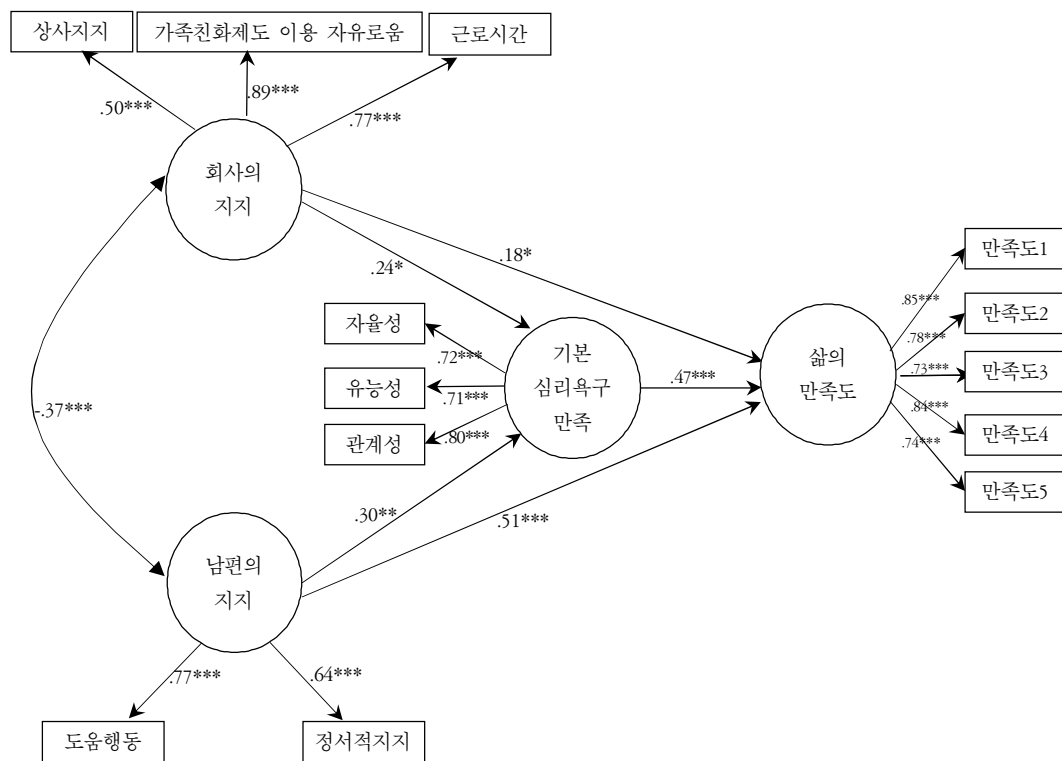 상사지지
가족친화제도 이용 자유로움
근로시간
.50***
.89***
.77***
회사의
지지
.24*
.18*
-.37***
자율성
유능성
관계성
.72***
.71***
.80***
기본
심리욕구
만족
.47***
삶의
만족도
.85***
.78***
.73***
.84***
.74***
만족도1
만족도2
만족도3
만족도4
만족도5
.30**
.51***
남편의
지지
.77***
.64***
도움행동
정서적지지